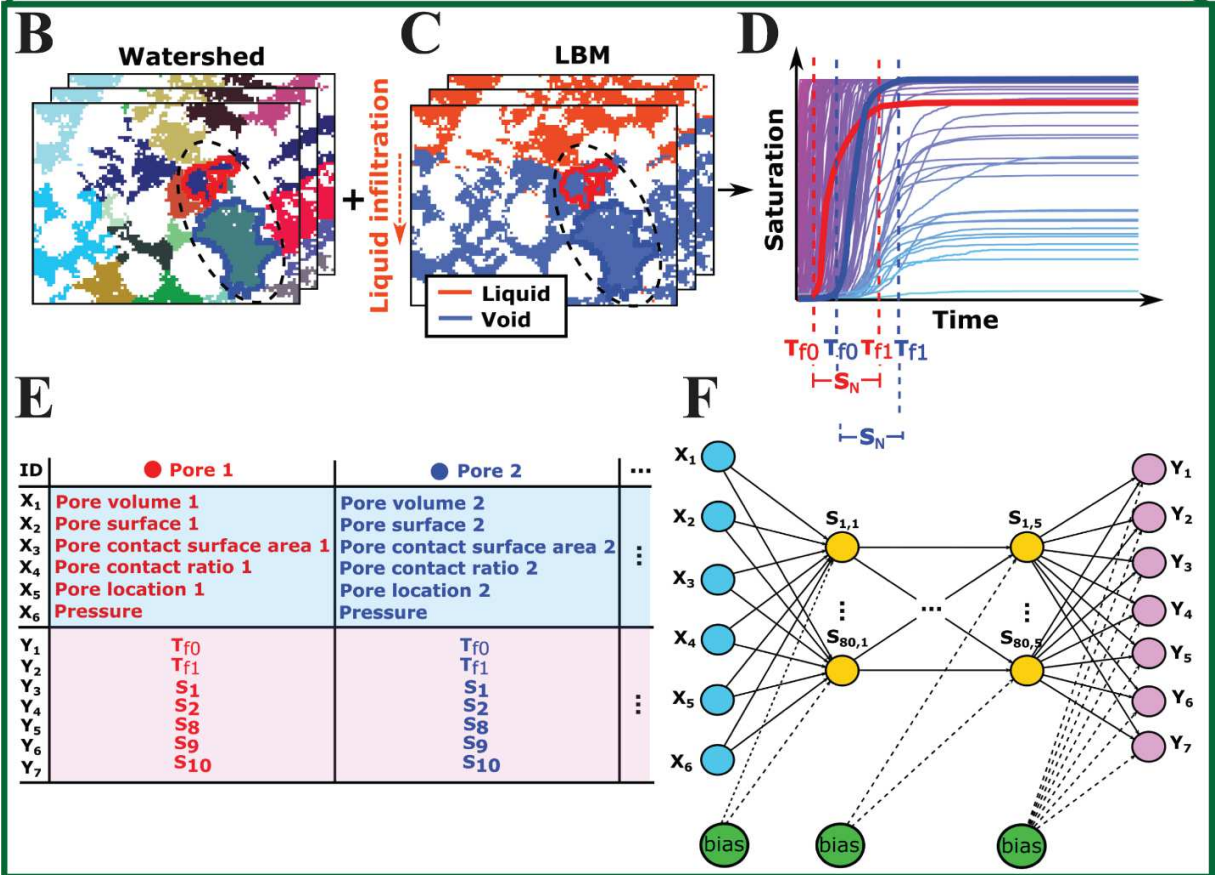 B
Watershed
+
Liquid infiltration
C
LBM
Liquid
Void
D
Saturation
Time
Tf0 Tf0 Tf1 Tf1
SN
SN
E
ID Pore 1 Pore 2 ...
X1 Pore volume 1 Pore volume 2
X2 Pore surface 1 Pore surface 2
X3 Pore contact surface area 1 Pore contact surface area 2
X4 Pore contact ratio 1 Pore contact ratio 2
X5 Pore location 1 Pore location 2
X6 Pressure Pressure
Y1 Tf0 Tf0
Y2 Tf1 Tf1
Y3 S1 S1
Y4 S2 S2
Y5 S8 S8
Y6 S9 S9
Y7 S10 S10
F
X1
X2
X3
X4
X5
X6
S1,1
S80,1
...
S1,5
S80,5
Y1
Y2
Y3
Y4
Y5
Y6
Y7
bias bias bias